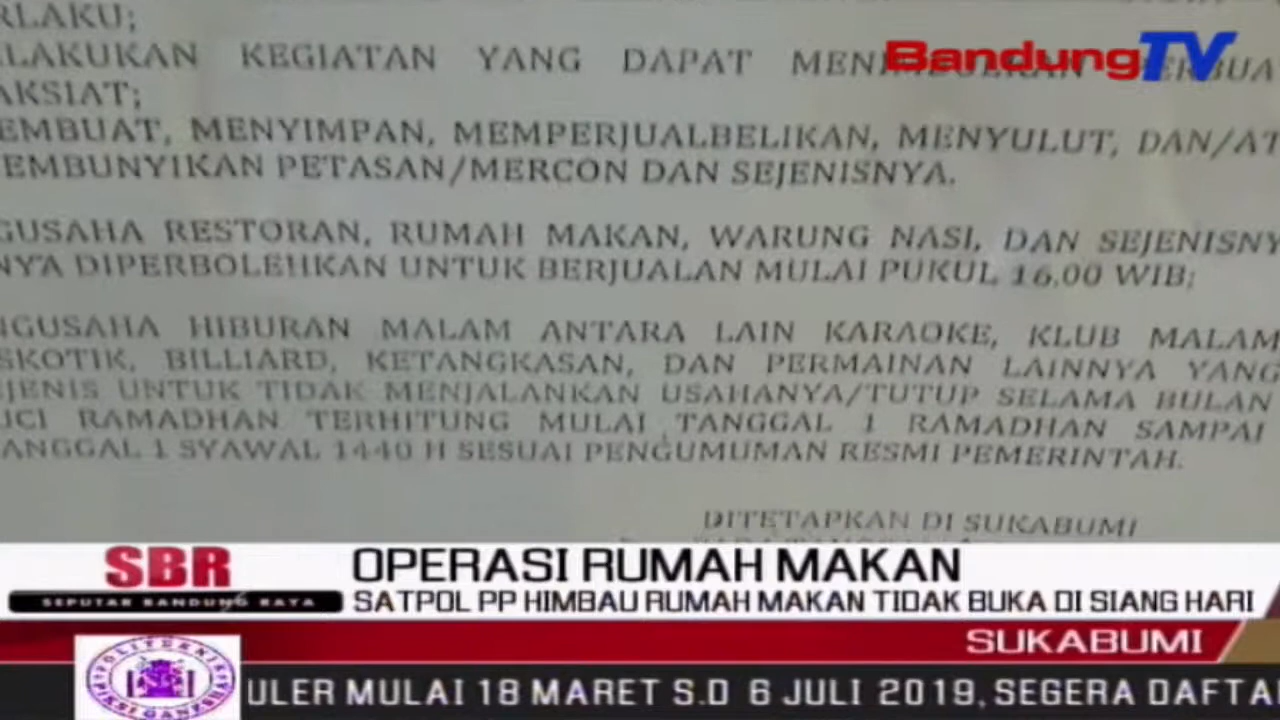 RLAKU;
LAKUKAN KEGIATAN YANG DAPAT
AKSIAT;
EMBUAT, MENYIMPAN, MEMPERJUALBELIKAN, MENYULUT, DAN/AT
EMBUNYIKAN PETASAN/MERCON DAN SEJENISNYA.
GUSAHA RESTORAN, RUMAH MAKAN, WARUNG NASI, DAN SEJENISNY
NYA DIPERBOLEHKAN UNTUK BERJUALAN MULAI PUKUL 16.00 WIB;
NGUSAHA HIBURAN MALAM ANTARA LAIN KARAOKE, KLUB MALAM
SKOTIK, BILLIARD, KETANGKASAN, DAN PERMAINAN LAINNYA YANG
EJENIS UNTUK TIDAK MENJALANKAN USAHANYA/TUTUP SELAMA BULAN
UCI RAMADHAN TERHITUNG MULAI TANGGAL 1 RAMADHAN SAMPAI
ANGGAL 1 SYAWAL 1440 H SESUAI PENGUMUMAN RESMI PEMERINTAH.
DITETAPKAN DI SUKABUMI
BandungTV
SBR
SEPUTAR BANDUNG RAYA
OPERASI RUMAH MAKAN
SATPOL PP HIMBAU RUMAH MAKAN TIDAK BUKA DI SIANG HARI
SUKABUMI
ULER MULAI 18 MARET S.D 6 JULI 2019, SEGERA DAFTA